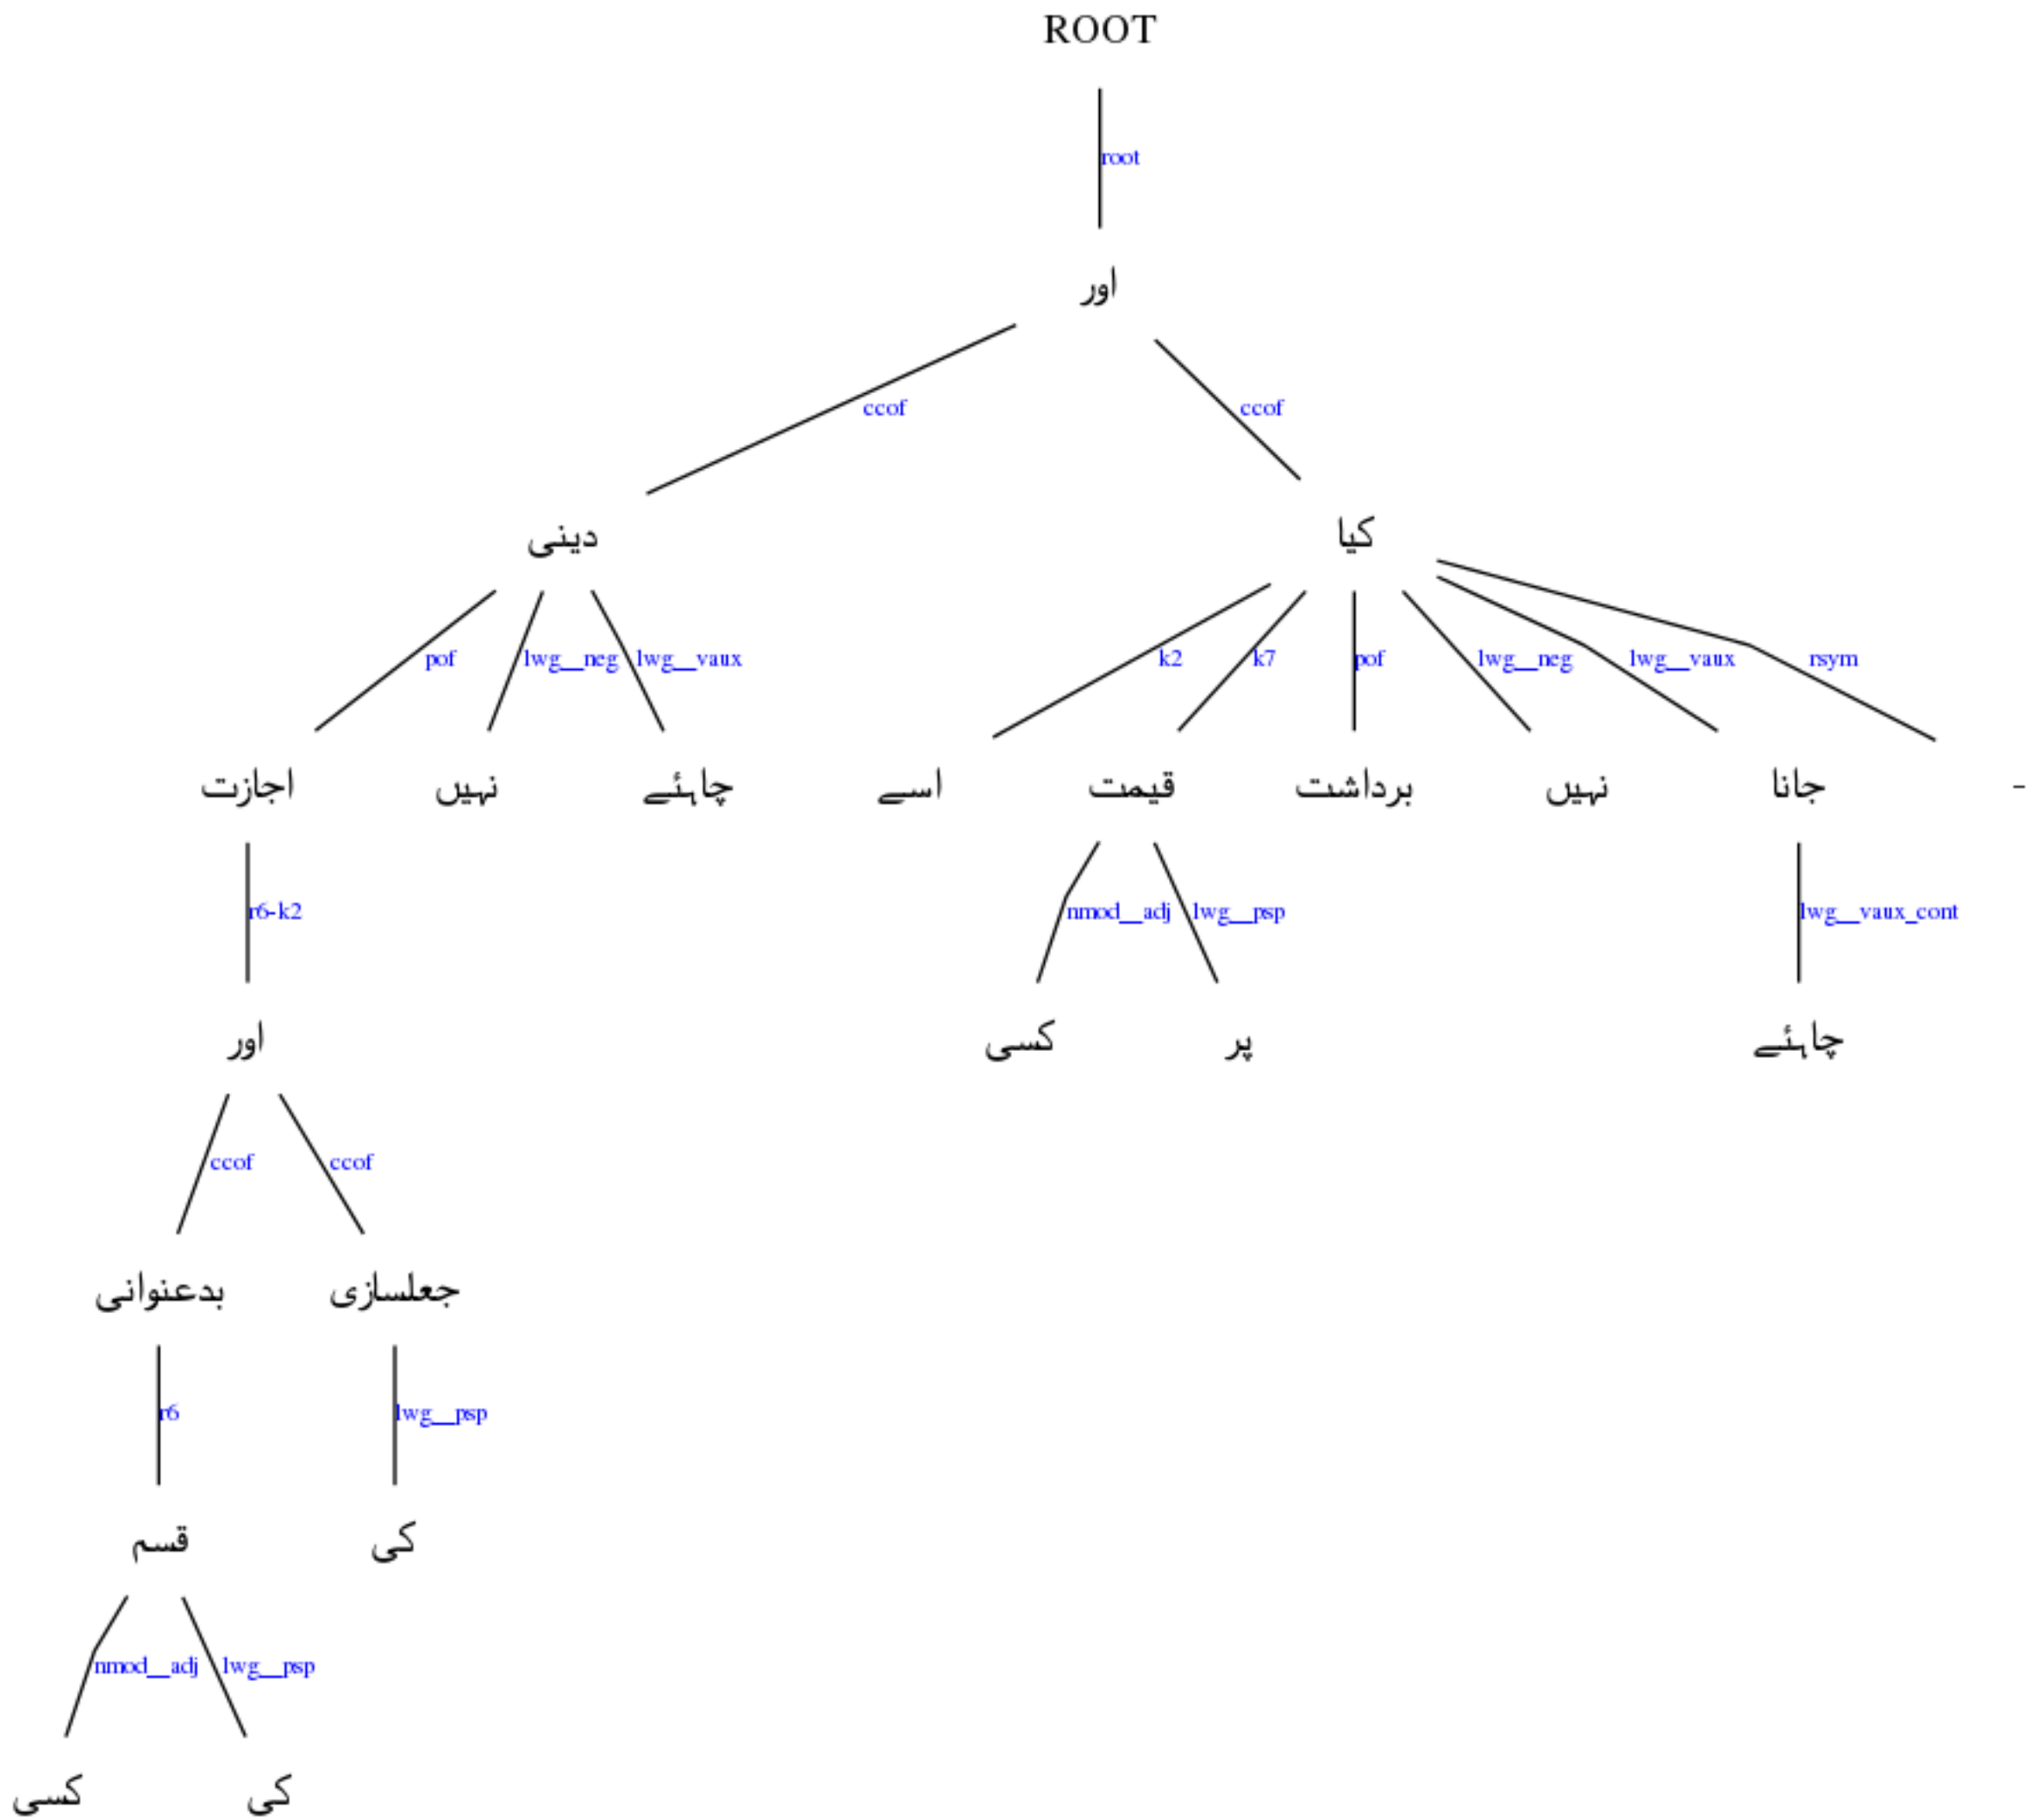 ROOT
root
اور
ccof ccof
دینی کیا
pof lwg__neg lwg__vaux k2 k7 pof lwg__neg lwg__vaux rsym
اجازت نہیں چاہئے اسے قیمت برداشت نہیں جانا -
r6-k2 nmod__adj lwg__psp lwg__vaux_cont
اور کسی پر چاہئے
ccof ccof
بدعنوانی جعلسازی
r6 lwg__psp
قسم کی
nmod__adj lwg__psp
کسی کی